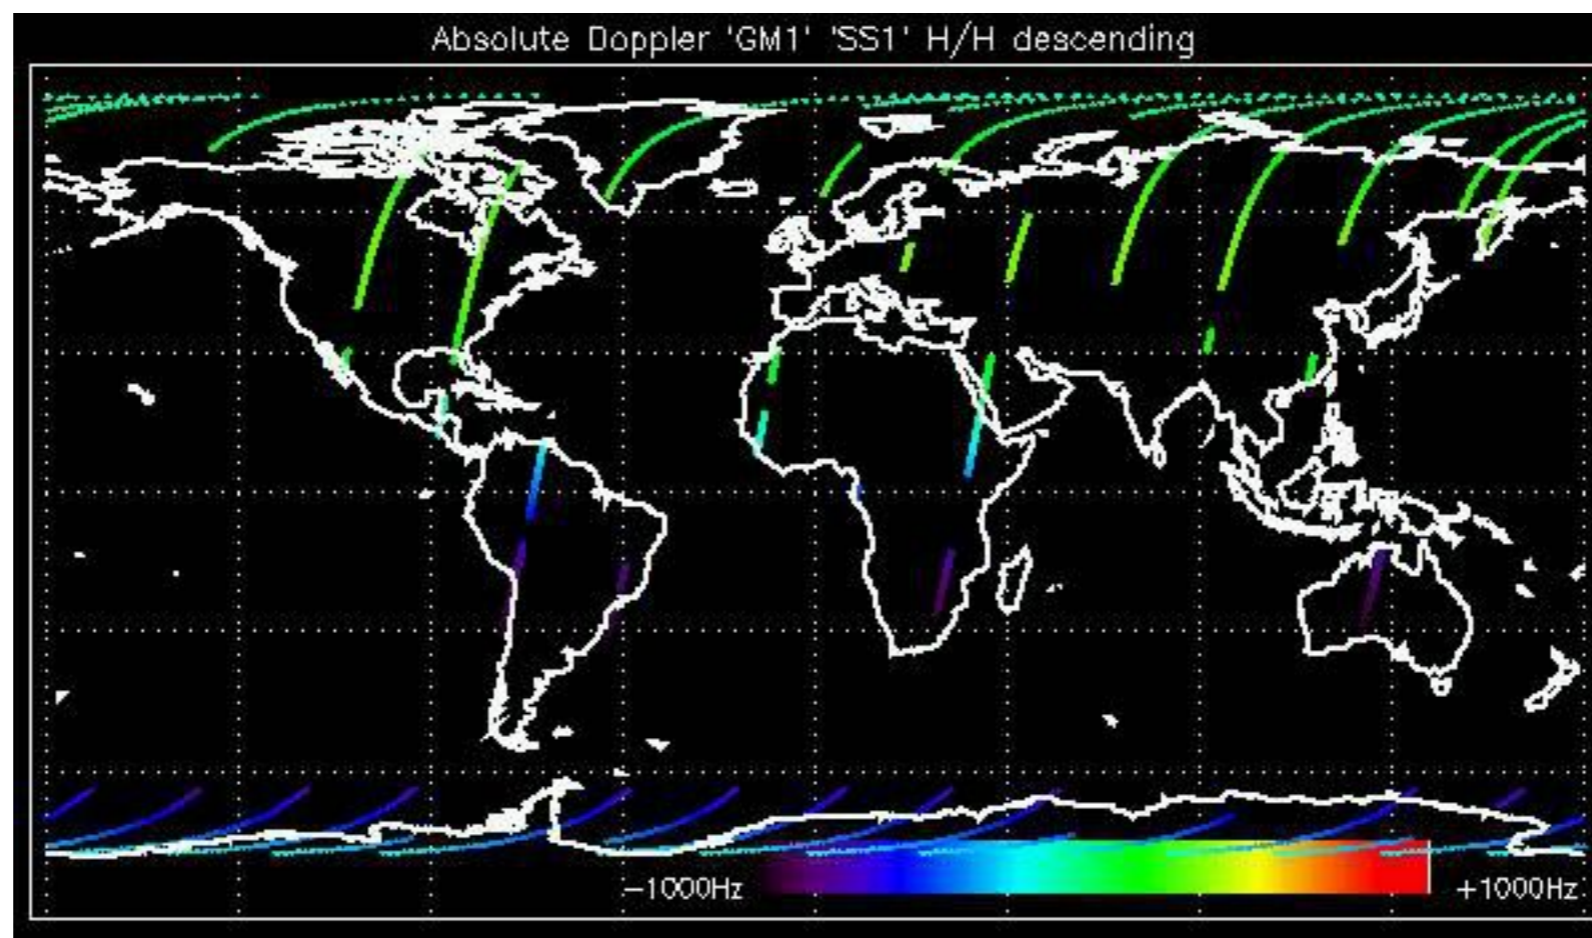 Absolute Doppler 'GM1' 'SS1' H/H descending
−1000Hz
+1000Hz